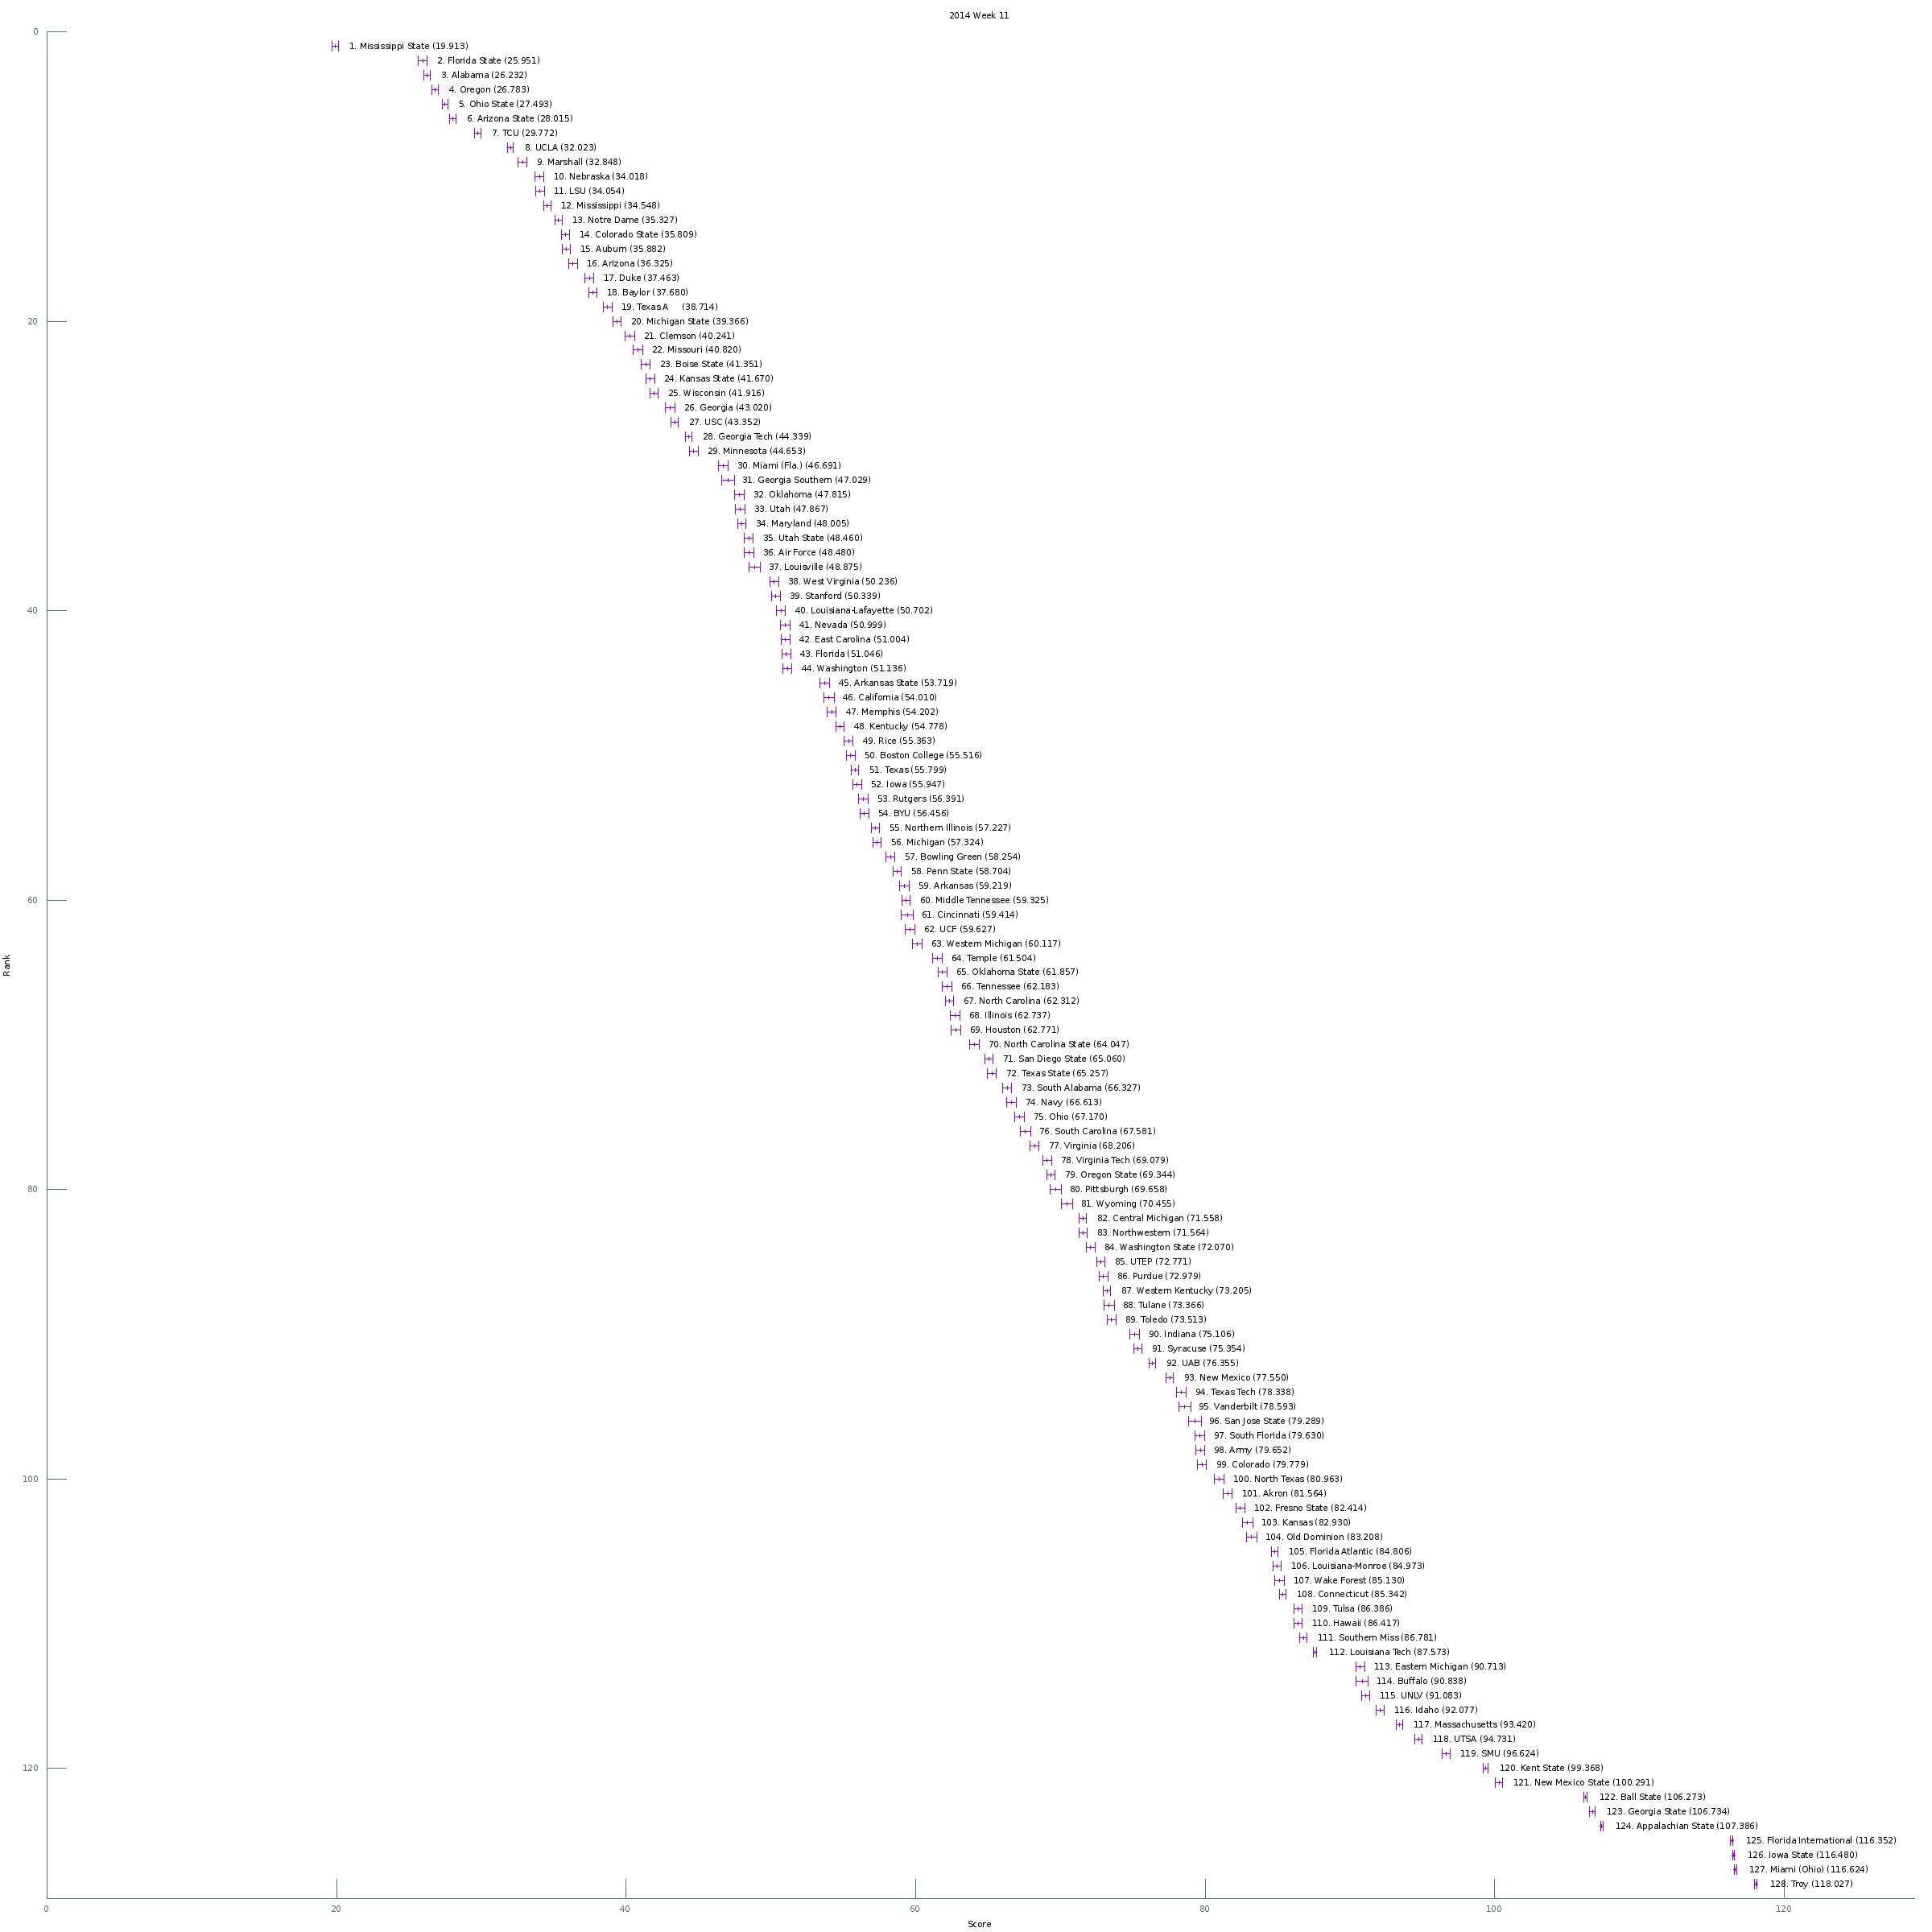 2014 Week 11
0
1. Mississippi State (19.913)
2. Florida State (25.951)
3. Alabama (26.232)
4. Oregon (26.783)
5. Ohio State (27.493)
6. Arizona State (28.015)
7. TCU (29.772)
8. UCLA (32.023)
9. Marshall (32.848)
10. Nebraska (34.018)
11. LSU (34.054)
12. Mississippi (34.548)
13. Notre Dame (35.327)
14. Colorado State (35.809)
15. Auburn (35.882)
16. Arizona (36.325)
17. Duke (37.463)
18. Baylor (37.680)
19. Texas A (38.714)
20
20. Michigan State (39.366)
21. Clemson (40.241)
22. Missouri (40.820)
23. Boise State (41.351)
24. Kansas State (41.670)
25. Wisconsin (41.916)
26. Georgia (43.020)
27. USC (43.352)
28. Georgia Tech (44.339)
29. Minnesota (44.653)
30. Miami (Fla.) (46.691)
31. Georgia Southern (47.029)
32. Oklahoma (47.815)
33. Utah (47.867)
34. Maryland (48.005)
35. Utah State (48.460)
36. Air Force (48.480)
37. Louisville (48.875)
38. West Virginia (50.236)
39. Stanford (50.339)
40
40. Louisiana-Lafayette (50.702)
41. Nevada (50.999)
42. East Carolina (51.004)
43. Florida (51.046)
44. Washington (51.136)
45. Arkansas State (53.719)
46. California (54.010)
47. Memphis (54.202)
48. Kentucky (54.778)
49. Rice (55.363)
50. Boston College (55.516)
51. Texas (55.799)
52. Iowa (55.947)
53. Rutgers (56.391)
54. BYU (56.456)
55. Northern Illinois (57.227)
56. Michigan (57.324)
57. Bowling Green (58.254)
58. Penn State (58.704)
59. Arkansas (59.219)
60
60. Middle Tennessee (59.325)
61. Cincinnati (59.414)
62. UCF (59.627)
63. Western Michigan (60.117)
64. Temple (61.504)
Rank
65. Oklahoma State (61.857)
66. Tennessee (62.183)
67. North Carolina (62.312)
68. Illinois (62.737)
69. Houston (62.771)
70. North Carolina State (64.047)
71. San Diego State (65.060)
72. Texas State (65.257)
73. South Alabama (66.327)
74. Navy (66.613)
75. Ohio (67.170)
76. South Carolina (67.581)
77. Virginia (68.206)
78. Virginia Tech (69.079)
79. Oregon State (69.344)
80
80. Pittsburgh (69.658)
81. Wyoming (70.455)
82. Central Michigan (71.558)
83. Northwestern (71.564)
84. Washington State (72.070)
85. UTEP (72.771)
86. Purdue (72.979)
87. Western Kentucky (73.205)
88. Tulane (73.366)
89. Toledo (73.513)
90. Indiana (75.106)
91. Syracuse (75.354)
92. UAB (76.355)
93. New Mexico (77.550)
94. Texas Tech (78.338)
95. Vanderbilt (78.593)
96. San Jose State (79.289)
97. South Florida (79.630)
98. Army (79.652)
99. Colorado (79.779)
100
100. North Texas (80.963)
101. Akron (81.564)
102. Fresno State (82.414)
103. Kansas (82.930)
104. Old Dominion (83.208)
105. Florida Atlantic (84.806)
106. Louisiana-Monroe (84.973)
107. Wake Forest (85.130)
108. Connecticut (85.342)
109. Tulsa (86.386)
110. Hawaii (86.417)
111. Southern Miss (86.781)
112. Louisiana Tech (87.573)
113. Eastern Michigan (90.713)
114. Buffalo (90.838)
115. UNLV (91.083)
116. Idaho (92.077)
117. Massachusetts (93.420)
118. UTSA (94.731)
119. SMU (96.624)
120
120. Kent State (99.368)
121. New Mexico State (100.291)
122. Ball State (106.273)
123. Georgia State (106.734)
124. Appalachian State (107.386)
125. Florida International (116.352)
126. Iowa State (116.480)
127. Miami (Ohio) (116.624)
128. Troy (118.027)
0 20 40 60 80 100 120
Score